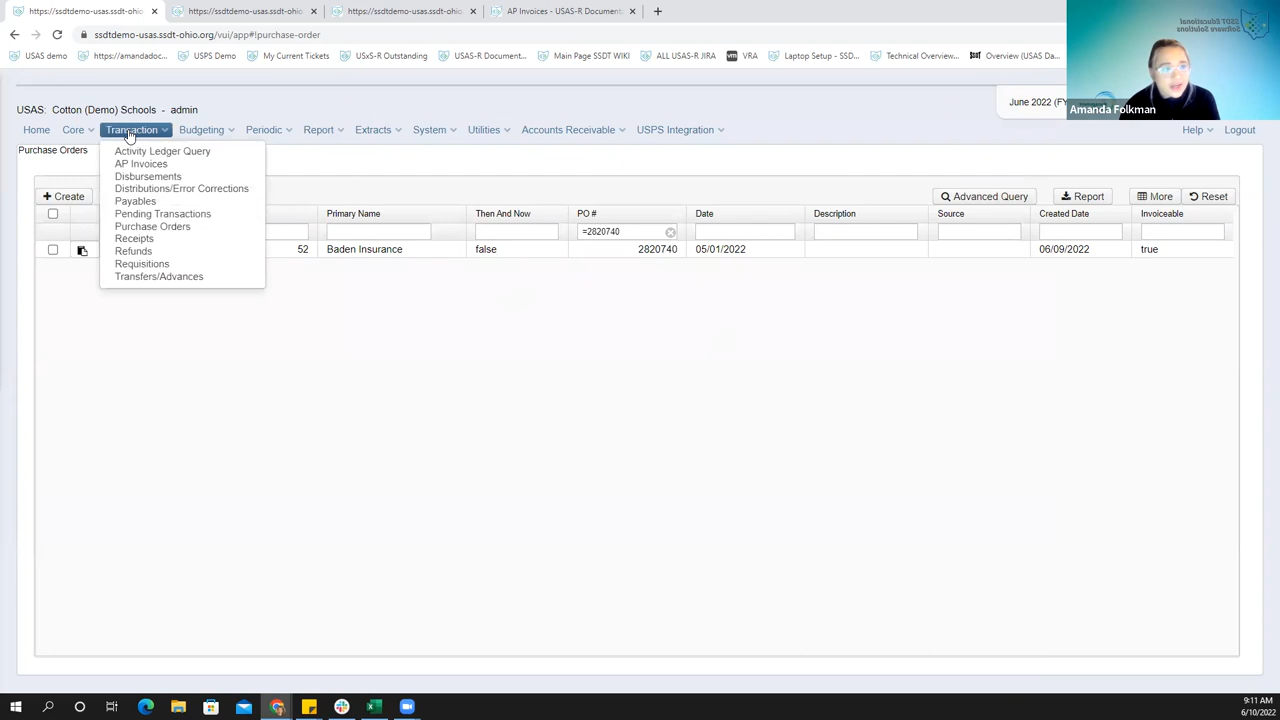 https://ssdtdemo-usas.ssdt-ohio.
https://ssdtdemo-usas.ssdt-ohio.
https://ssdtdemo-usas.ssdt-ohio.
AP Invoices - USAS-R Document.
ssdtdemo-usas.ssdt-ohio.org/vui/app#!purchase-order
USAS demo
https://amandadoc...
USPS Demo
My Current Tickets
USxS-R Outstanding
USAS-R Document...
Main Page SSDT WIKI
ALL USAS-R JIRA
vm
VRA
Laptop Setup - SSD...
Technical Overview...
Overview (USAS Da...
SSDT Educational
Software Solutions
Amanda Folkman
USAS: Cotton (Demo) Schools - admin
June 2022 (FY
Home
Core
Transaction
Budgeting
Periodic
Report
Extracts
System
Utilities
Accounts Receivable
USPS Integration
Help
Logout
Purchase Orders
Activity Ledger Query
AP Invoices
Disbursements
Distributions/Error Corrections
Payables
Pending Transactions
Purchase Orders
Receipts
Refunds
Requisitions
Transfers/Advances
Create
Advanced Query
Report
More
Reset
Primary Name
Then And Now
PO #
Date
Description
Source
Created Date
Invoiceable
=2820740
52
Baden Insurance
false
2820740
05/01/2022
06/09/2022
true
9:11 AM
6/10/2022